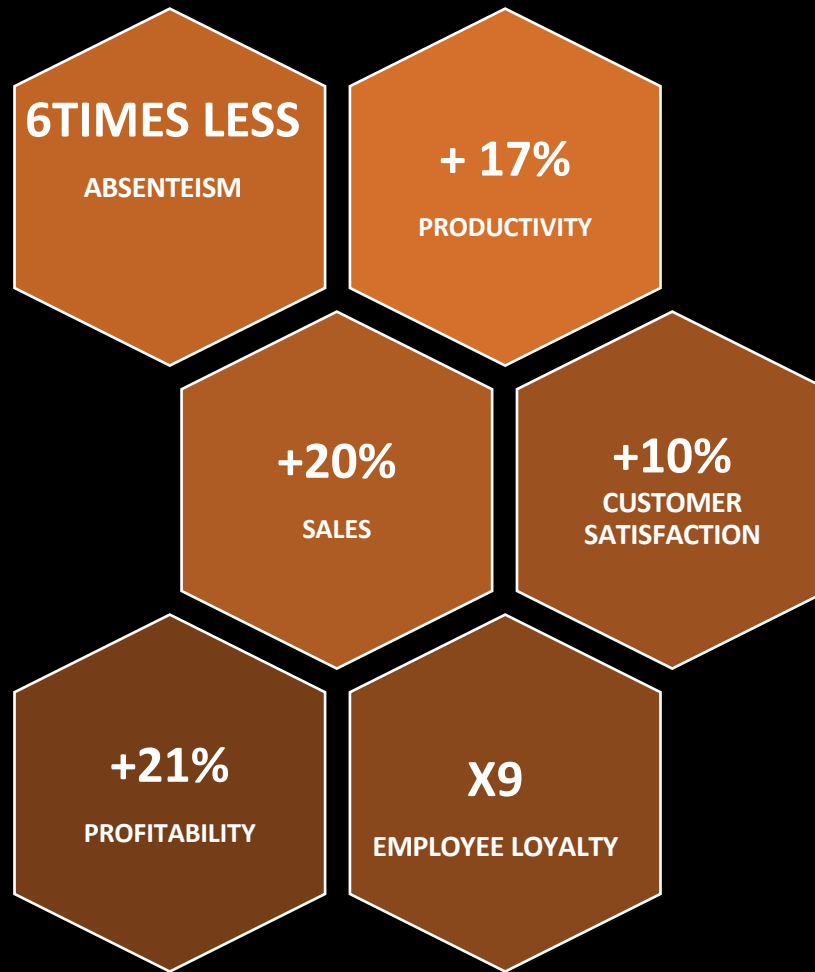 6TIMES LESS
ABSENTEISM
+ 17%
PRODUCTIVITY
+20%
SALES
+10%
CUSTOMER
SATISFACTION
+21%
PROFITABILITY
X9
EMPLOYEE LOYALTY